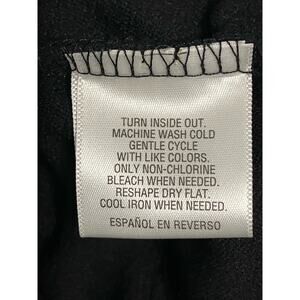 TURN INSIDE OUT.
MACHINE WASH COLD
GENTLE CYCLE
WITH LIKE COLORS.
ONLY NON-CHLORINE
BLEACH WHEN NEEDED.
RESHAPE DRY FLAT.
COOL IRON WHEN NEEDED.
ESPAÑOL EN REVERSO